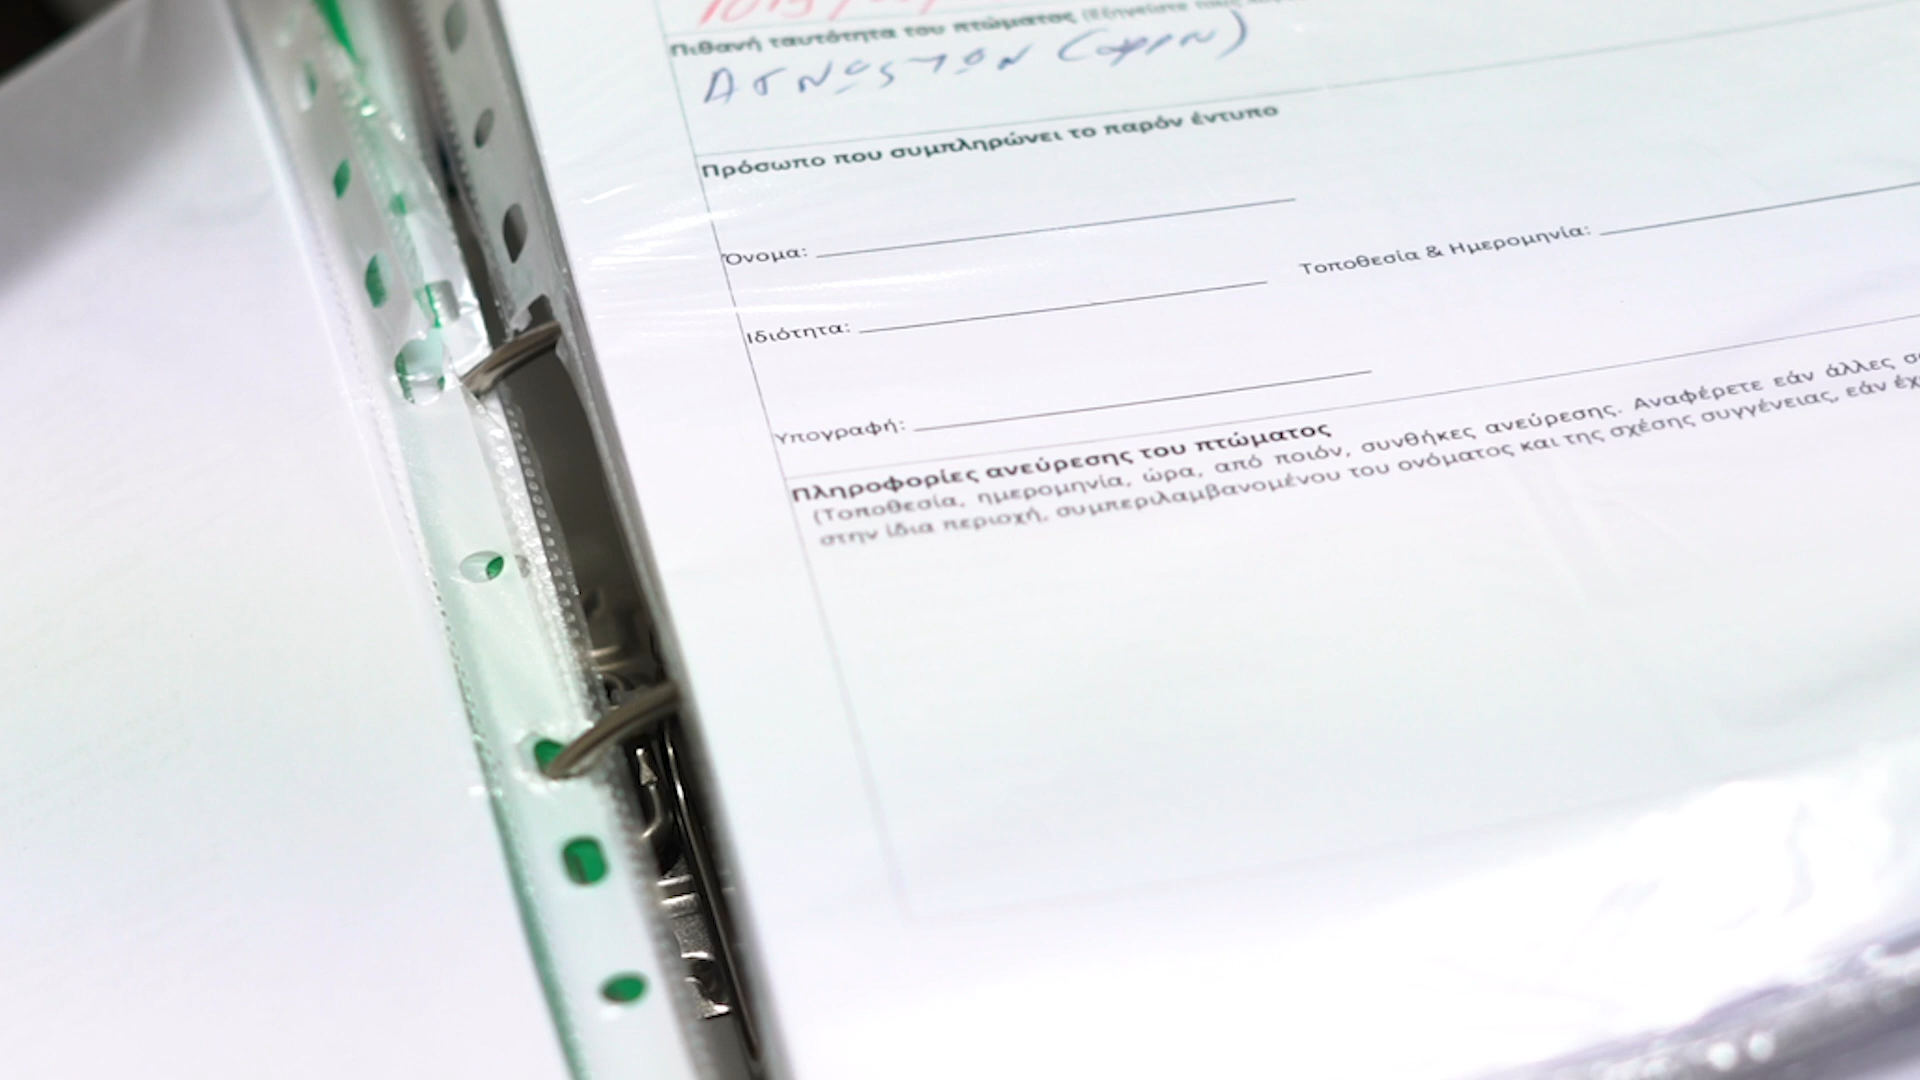 Πιθανή ταυτότητα του πτώματος (Εξηγείστε τους
ΑΓΝΩΣΤΟΝ
Πρόσωπο που συμπληρώνει το παρόν έντυπο
Όνομα:
Τοποθεσία & Ημερομηνία:
Ιδιότητα:
Υπογραφή:
Πληροφορίες ανεύρεσης του πτώματος
(Τοποθεσία, ημερομηνία, ώρα, από ποιόν, συνθήκες ανεύρεσης. Αναφέρετε εάν άλλες
στην ίδια περιοχή, συμπεριλαμβανομένου του ονόματος και της σχέσης συγγένειας, εάν